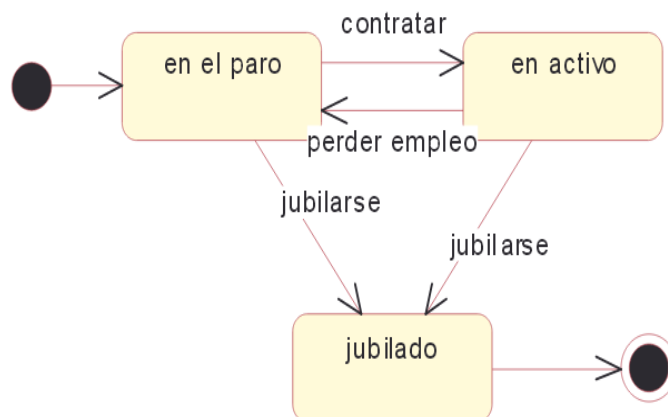 contratar
en el paro
en activo
perder empleo
jubilarse
jubilarse
jubilado